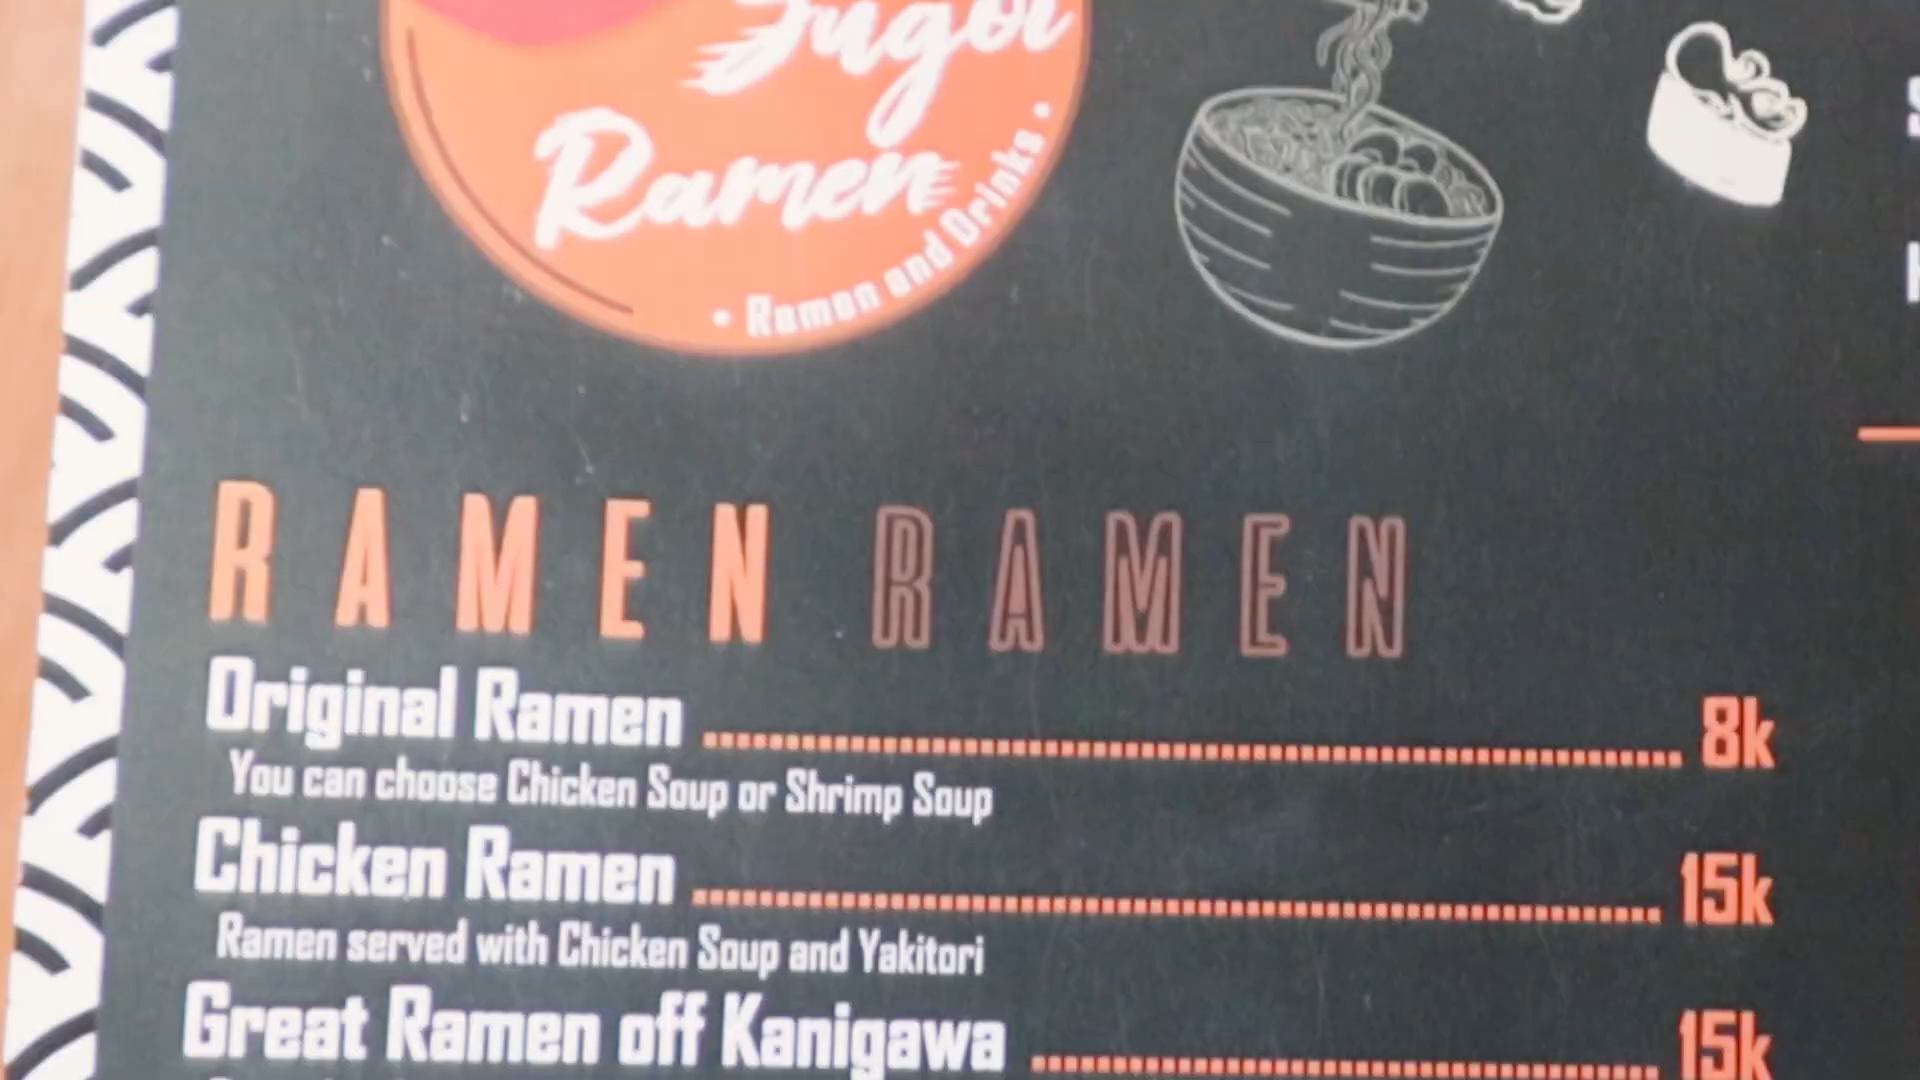 Ramen
• Ramen and Drinks •
RAMEN RAMEN
Original Ramen 8k
You can choose Chicken Soup or Shrimp Soup
Chicken Ramen 15k
Ramen served with Chicken Soup and Yakitori
Great Ramen off Kanigawa 15k